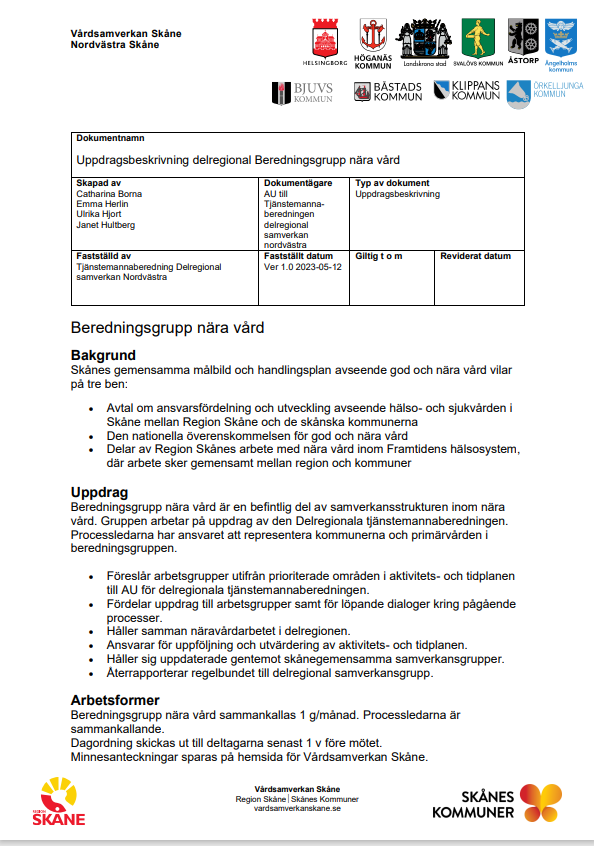 Vårdsamverkan Skåne
Nordvästra Skåne
HELSINGBORG
HÖGANÄS
KOMMUN
Landskrona stad
SVALÖVS KOMMUN
ÅSTORP
Ängelholms
kommun
BJUVS
KOMMUN
BÅSTADS
KOMMUN
KLIPPANS
KOMMUN
ÖRKELLJUNGA
KOMMUN
Dokumentnamn
Uppdragsbeskrivning delregional Beredningsgrupp nära vård
Skapad av
Catharina Borna
Emma Herlin
Ulrika Hjort
Janet Hultberg
Dokumentägare
AU till
Tjänstemanna-
beredningen
delregional
samverkan
nordvästra
Typ av dokument
Uppdragsbeskrivning
Fastställd av
Tjänstemannaberedning Delregional
samverkan Nordvästra
Fastställt datum
Ver 1.0 2023-05-12
Giltig t o m
Reviderat datum
Beredningsgrupp nära vård
Bakgrund
Skånes gemensamma målbild och handlingsplan avseende god och nära vård vilar
på tre ben:
• Avtal om ansvarsfördelning och utveckling avseende hälso- och sjukvården i
Skåne mellan Region Skåne och de skånska kommunerna
• Den nationella överenskommelsen för god och nära vård
• Delar av Region Skånes arbete med nära vård inom Framtidens hälsosystem,
där arbete sker gemensamt mellan region och kommuner
Uppdrag
Beredningsgrupp nära vård är en befintlig del av samverkansstrukturen inom nära
vård. Gruppen arbetar på uppdrag av den Delregionala tjänstemannaberedningen.
Processledarna har ansvaret att representera kommunerna och primärvården i
beredningsgruppen.
• Föreslår arbetsgrupper utifrån prioriterade områden i aktivitets- och tidplanen
till AU för delregionala tjänstemannaberedningen.
• Fördelar uppdrag till arbetsgrupper samt för löpande dialoger kring pågående
processer.
• Håller samman näravårdarbetet i delregionen.
• Ansvarar för uppföljning och utvärdering av aktivitets- och tidplanen.
• Håller sig uppdaterade gentemot skånegemensamma samverkansgrupper.
• Återrapporterar regelbundet till delregional samverkansgrupp.
Arbetsformer
Beredningsgrupp nära vård sammankallas 1 g/månad. Processledarna är
sammankallande.
Dagordning skickas ut till deltagarna senast 1 v före mötet.
Minnesanteckningar sparas på hemsida för Vårdsamverkan Skåne.
REGION
SKÅNE
Vårdsamverkan Skåne
Region Skåne | Skånes Kommuner
vardsamverkanskane.se
SKÅNES
KOMMUNER